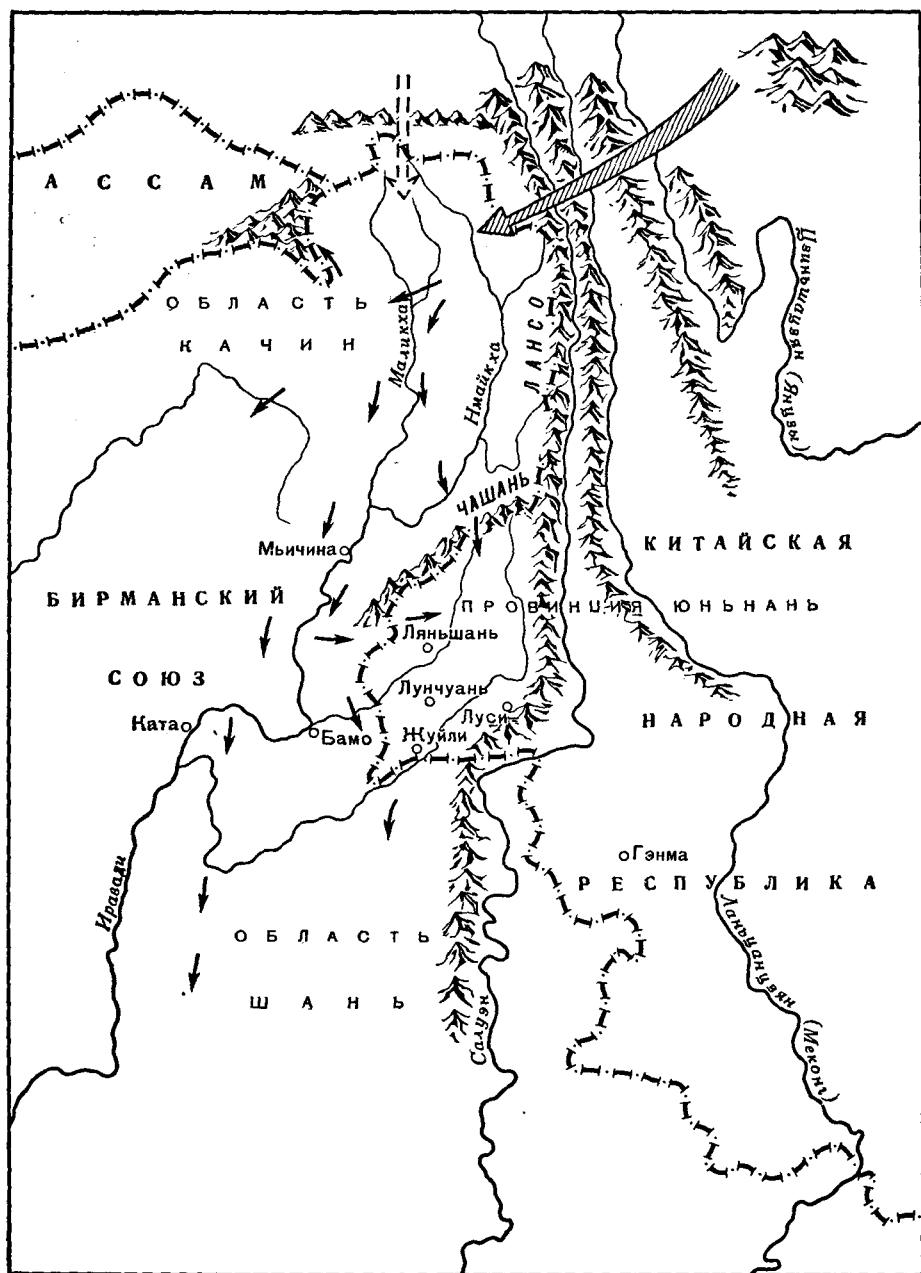 АССАМ
ОБЛАСТЬ
КАЧИН
Маликха
Нмайкха
ЛАНСО
Цзиньшацзян (Янцзы)
ЧАШАНЬ
Мьичина
КИТАЙСКАЯ
БИРМАНСКИЙ
ПРОВИНЦИЯ ЮНЬНАНЬ
Ляньшань
СОЮЗ
Лунчуань
Луси
НАРОДНАЯ
Ката
Бамо
Жуйли
Гэнма
РЕСПУБЛИКА
Иравади
Ланьцанцзян (Меконг)
ОБЛАСТЬ
ШАНЬ
Салуэн